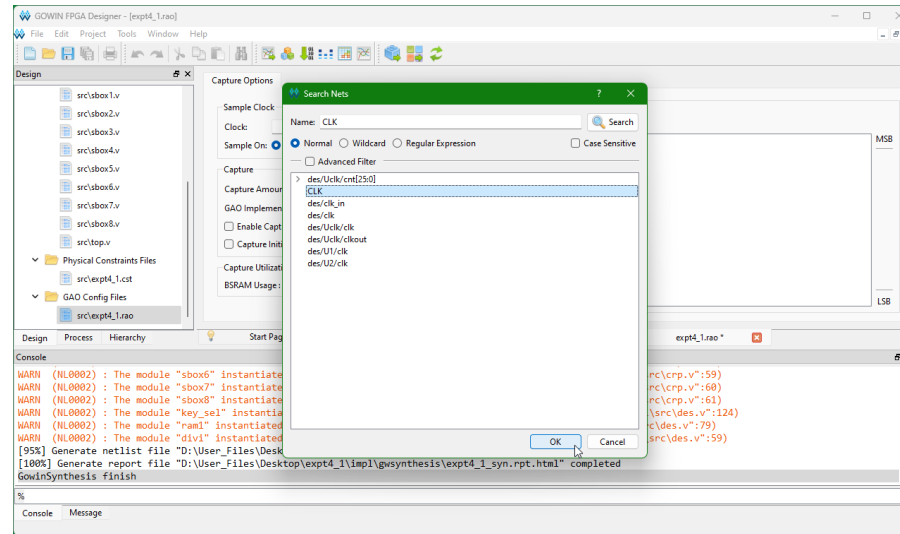 GOWIN FPGA Designer - [expt4_1.rao]
File Edit Project Tools Window Help
Design
src\sbox1.v
src\sbox2.v
src\sbox3.v
src\sbox4.v
src\sbox5.v
src\sbox6.v
src\sbox7.v
src\sbox8.v
src\top.v
Physical Constraints Files
src\expt4_1.cst
GAO Config Files
src\expt4_1.rao
Design Process Hierarchy
Capture Options
Sample Clock
Clock:
Sample On:
Capture
Capture Amour
GAO Implemen
Enable Capt
Capture Initi
Capture Utilizati
BSRAM Usage:
Search Nets
? ×
Name: CLK
Search
Normal Wildcard Regular Expression Case Sensitive
Advanced Filter
des/Uclk/cnt[25:0]
CLK
des/clk_in
des/clk
des/Uclk/clk
des/Uclk/clkout
des/U1/clk
des/U2/clk
OK Cancel
MSB
LSB
Start Pag
expt4_1.rao *
Console
WARN (NL0002) : The module "sbox6" instantiate rc\crp.v":59)
WARN (NL0002) : The module "sbox7" instantiate rc\crp.v":60)
WARN (NL0002) : The module "sbox8" instantiate rc\crp.v":61)
WARN (NL0002) : The module "key_sel" instantia \src\des.v":124)
WARN (NL0002) : The module "ram1" instantiated c\des.v":79)
WARN (NL0002) : The module "divi" instantiated src\des.v":59)
[95%] Generate netlist file "D:\User_Files\Desk
[100%] Generate report file "D:\User_Files\Desktop\expt4_1\impl\gwsynthesis\expt4_1_syn.rpt.html" completed
GowinSynthesis finish
%
Console Message